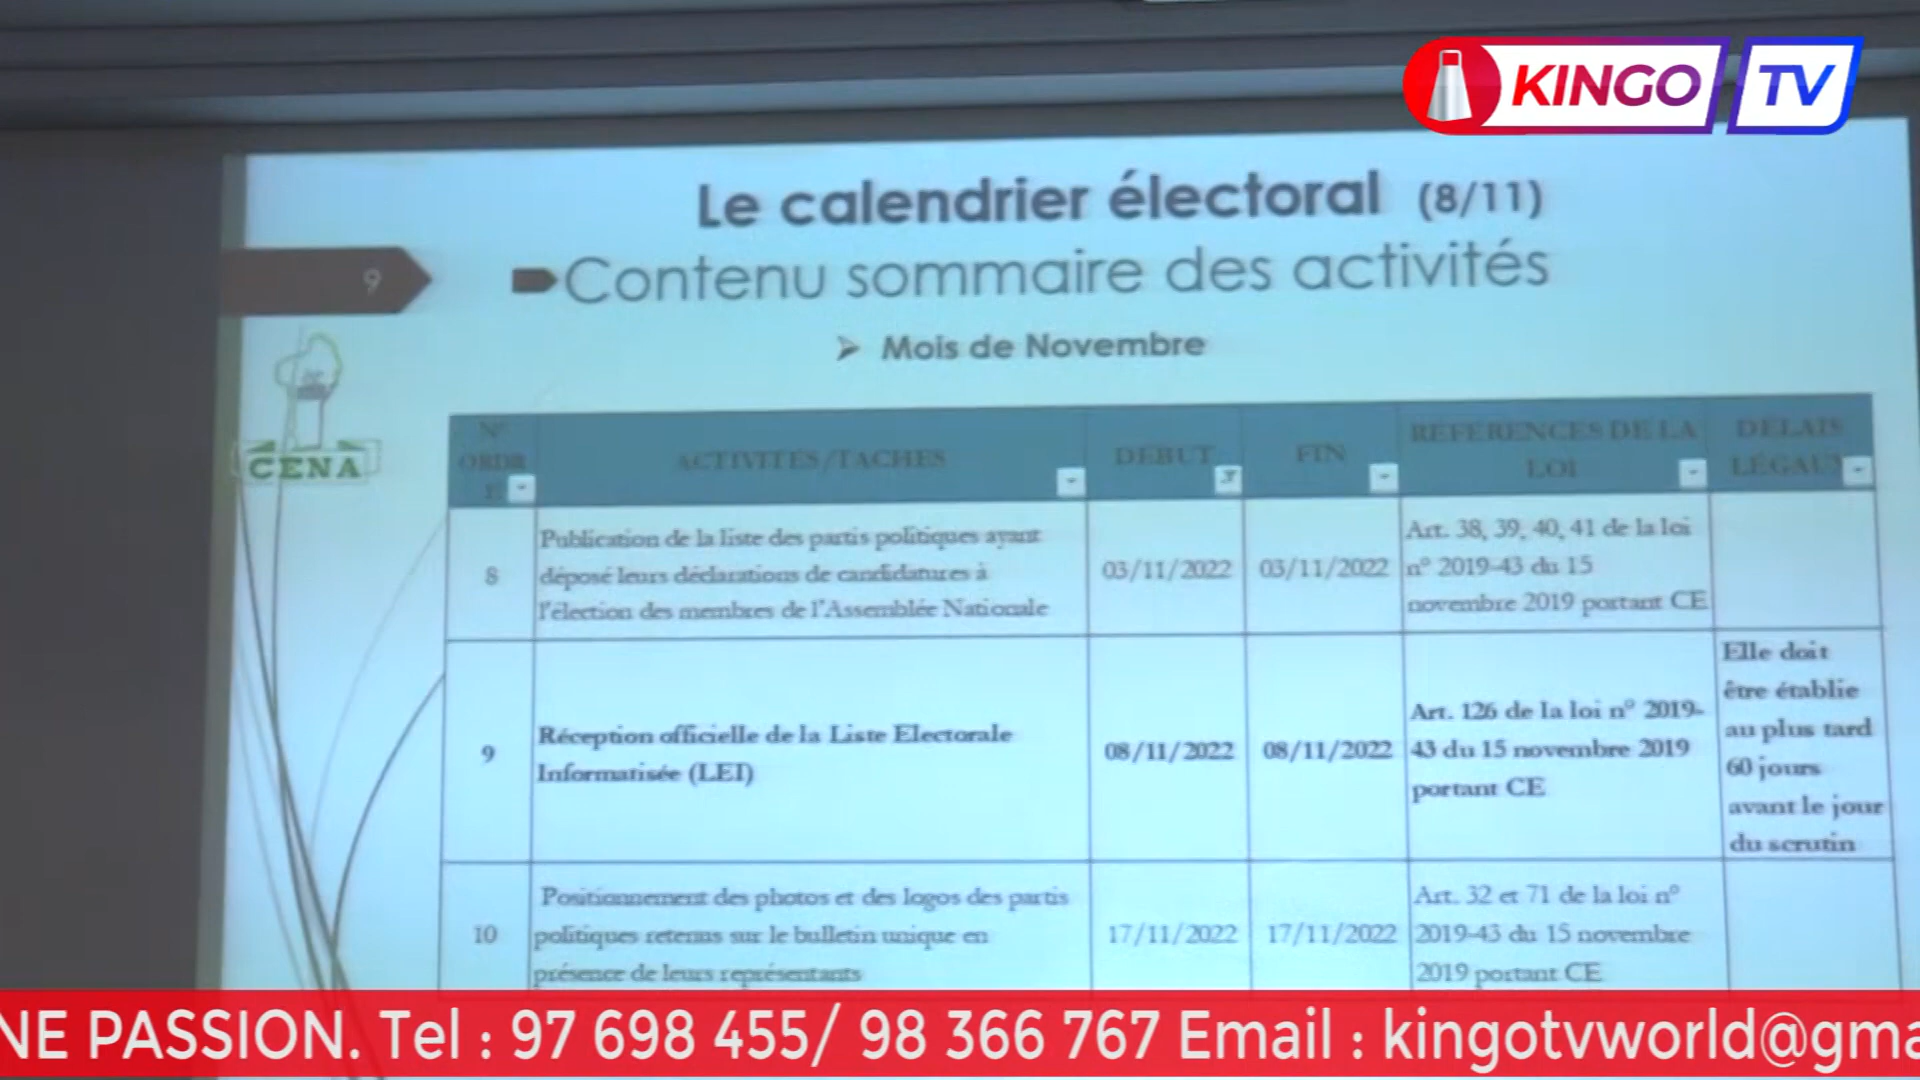 KINGO TV
Le calendrier électoral (8/11)
9
Contenu sommaire des activités
Mois de Novembre
CENA
N°
ORDR
E
ACTIVITÉS/TACHES
DÉBUT
FIN
RÉFÉRENCES DE LA
LOI
DÉLAIS
LÉGAUX
8
Publication de la liste des partis politiques ayant
déposé leurs déclarations de candidatures à
l'élection des membres de l'Assemblée Nationale
03/11/2022
03/11/2022
Art. 38, 39, 40, 41 de la loi
n° 2019-43 du 15
novembre 2019 portant CE
9
Réception officielle de la Liste Electorale
Informatisée (LEI)
08/11/2022
08/11/2022
Art. 126 de la loi n° 2019-
43 du 15 novembre 2019
portant CE
Elle doit
être établie
au plus tard
60 jours
avant le jour
du scrutin
10
Positionnement des photos et des logos des partis
politiques retenus sur le bulletin unique en
présence de leurs représentants
17/11/2022
17/11/2022
Art. 32 et 71 de la loi n°
2019-43 du 15 novembre
2019 portant CE
NE PASSION. Tel : 97 698 455/ 98 366 767 Email : kingotvworld@gma